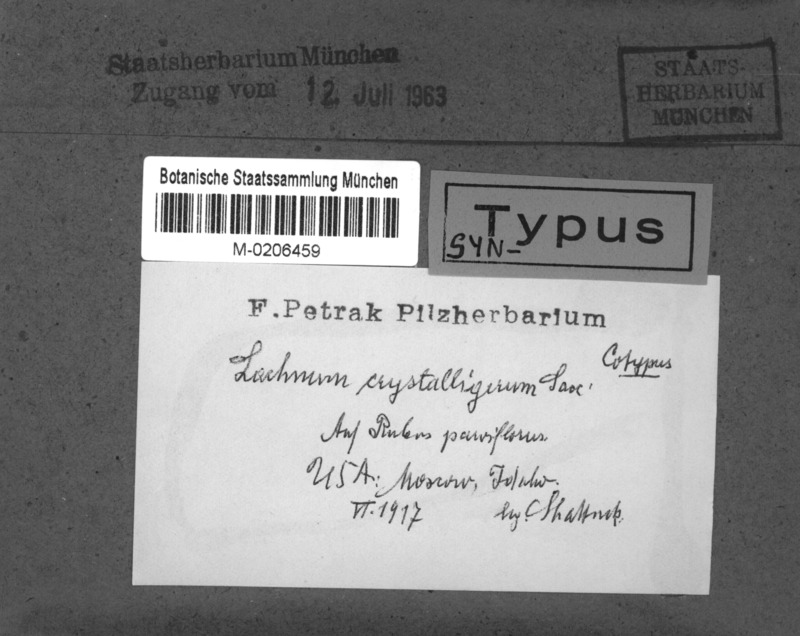 Staatsherbarium München
Zugang vom 12. Juli 1963
STAATS-
HERBARIUM
MÜNCHEN
Botanische Staatssammlung München
M-0206459
Typus
SYN-
F. Petrak Pilzherbarium
Cotypus
Lachnum crystalligerum Sacc.
Auf Rubus parviflorus.
USA: Moscow, Idaho.
VI. 1917 leg. C. Shattuck.